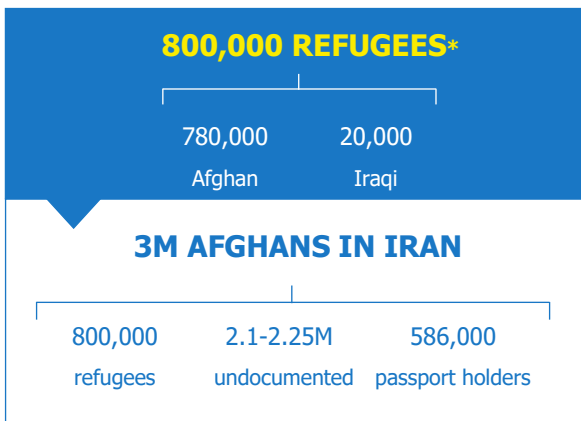 800,000 REFUGEES*
780,000 20,000
Afghan Iraqi
3M AFGHANS IN IRAN
800,000 2.1-2.25M 586,000
refugees undocumented passport holders